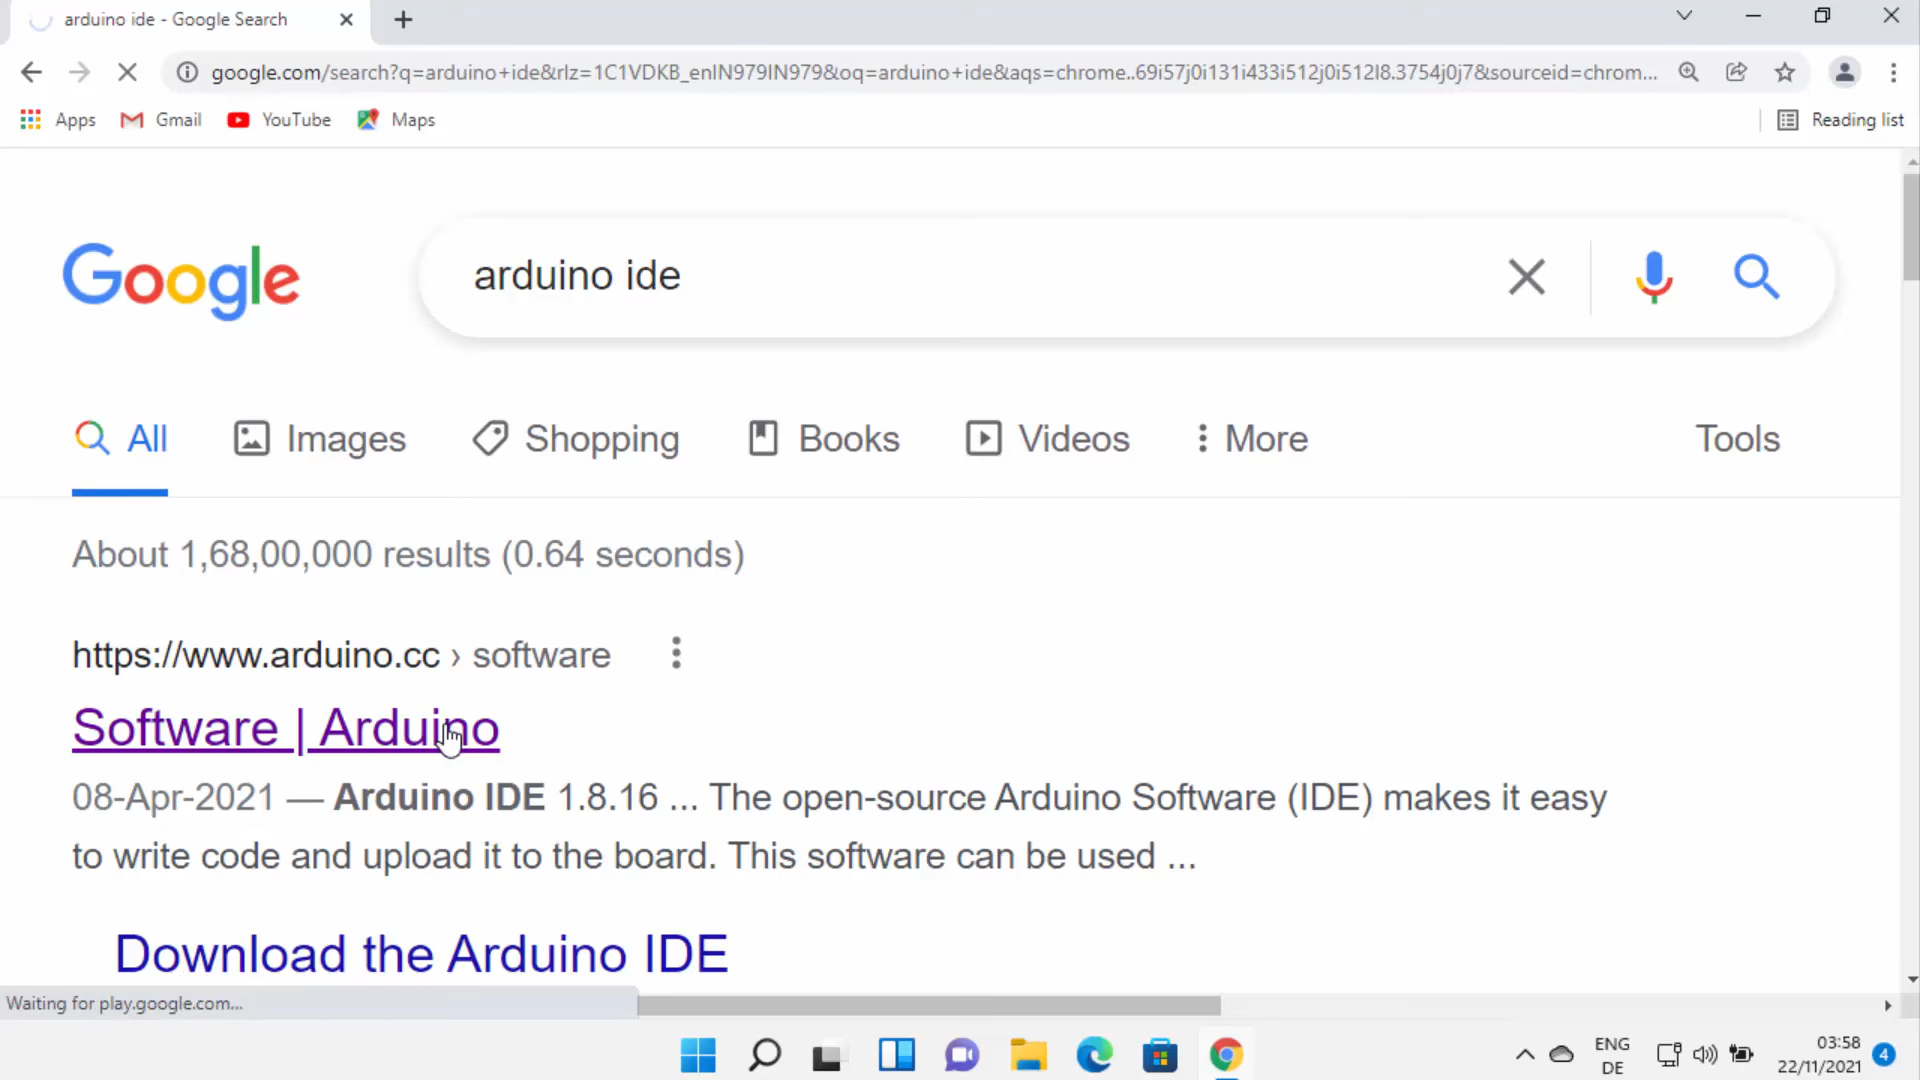 arduino ide - Google Search
google.com/search?q=arduino+ide&rlz=1C1VDKB_enIN979IN979&oq=arduino+ide&aqs=chrome..69i57j0i131i433i512j0i512l8.3754j0j7&sourceid=chrom...
Apps Gmail YouTube Maps Reading list
Google arduino ide
All Images Shopping Books Videos More Tools
About 1,68,00,000 results (0.64 seconds)
https://www.arduino.cc › software
Software | Arduino
08-Apr-2021 — Arduino IDE 1.8.16 ... The open-source Arduino Software (IDE) makes it easy
to write code and upload it to the board. This software can be used ...
Download the Arduino IDE
Waiting for play.google.com...
ENG 03:58
DE 22/11/2021 4